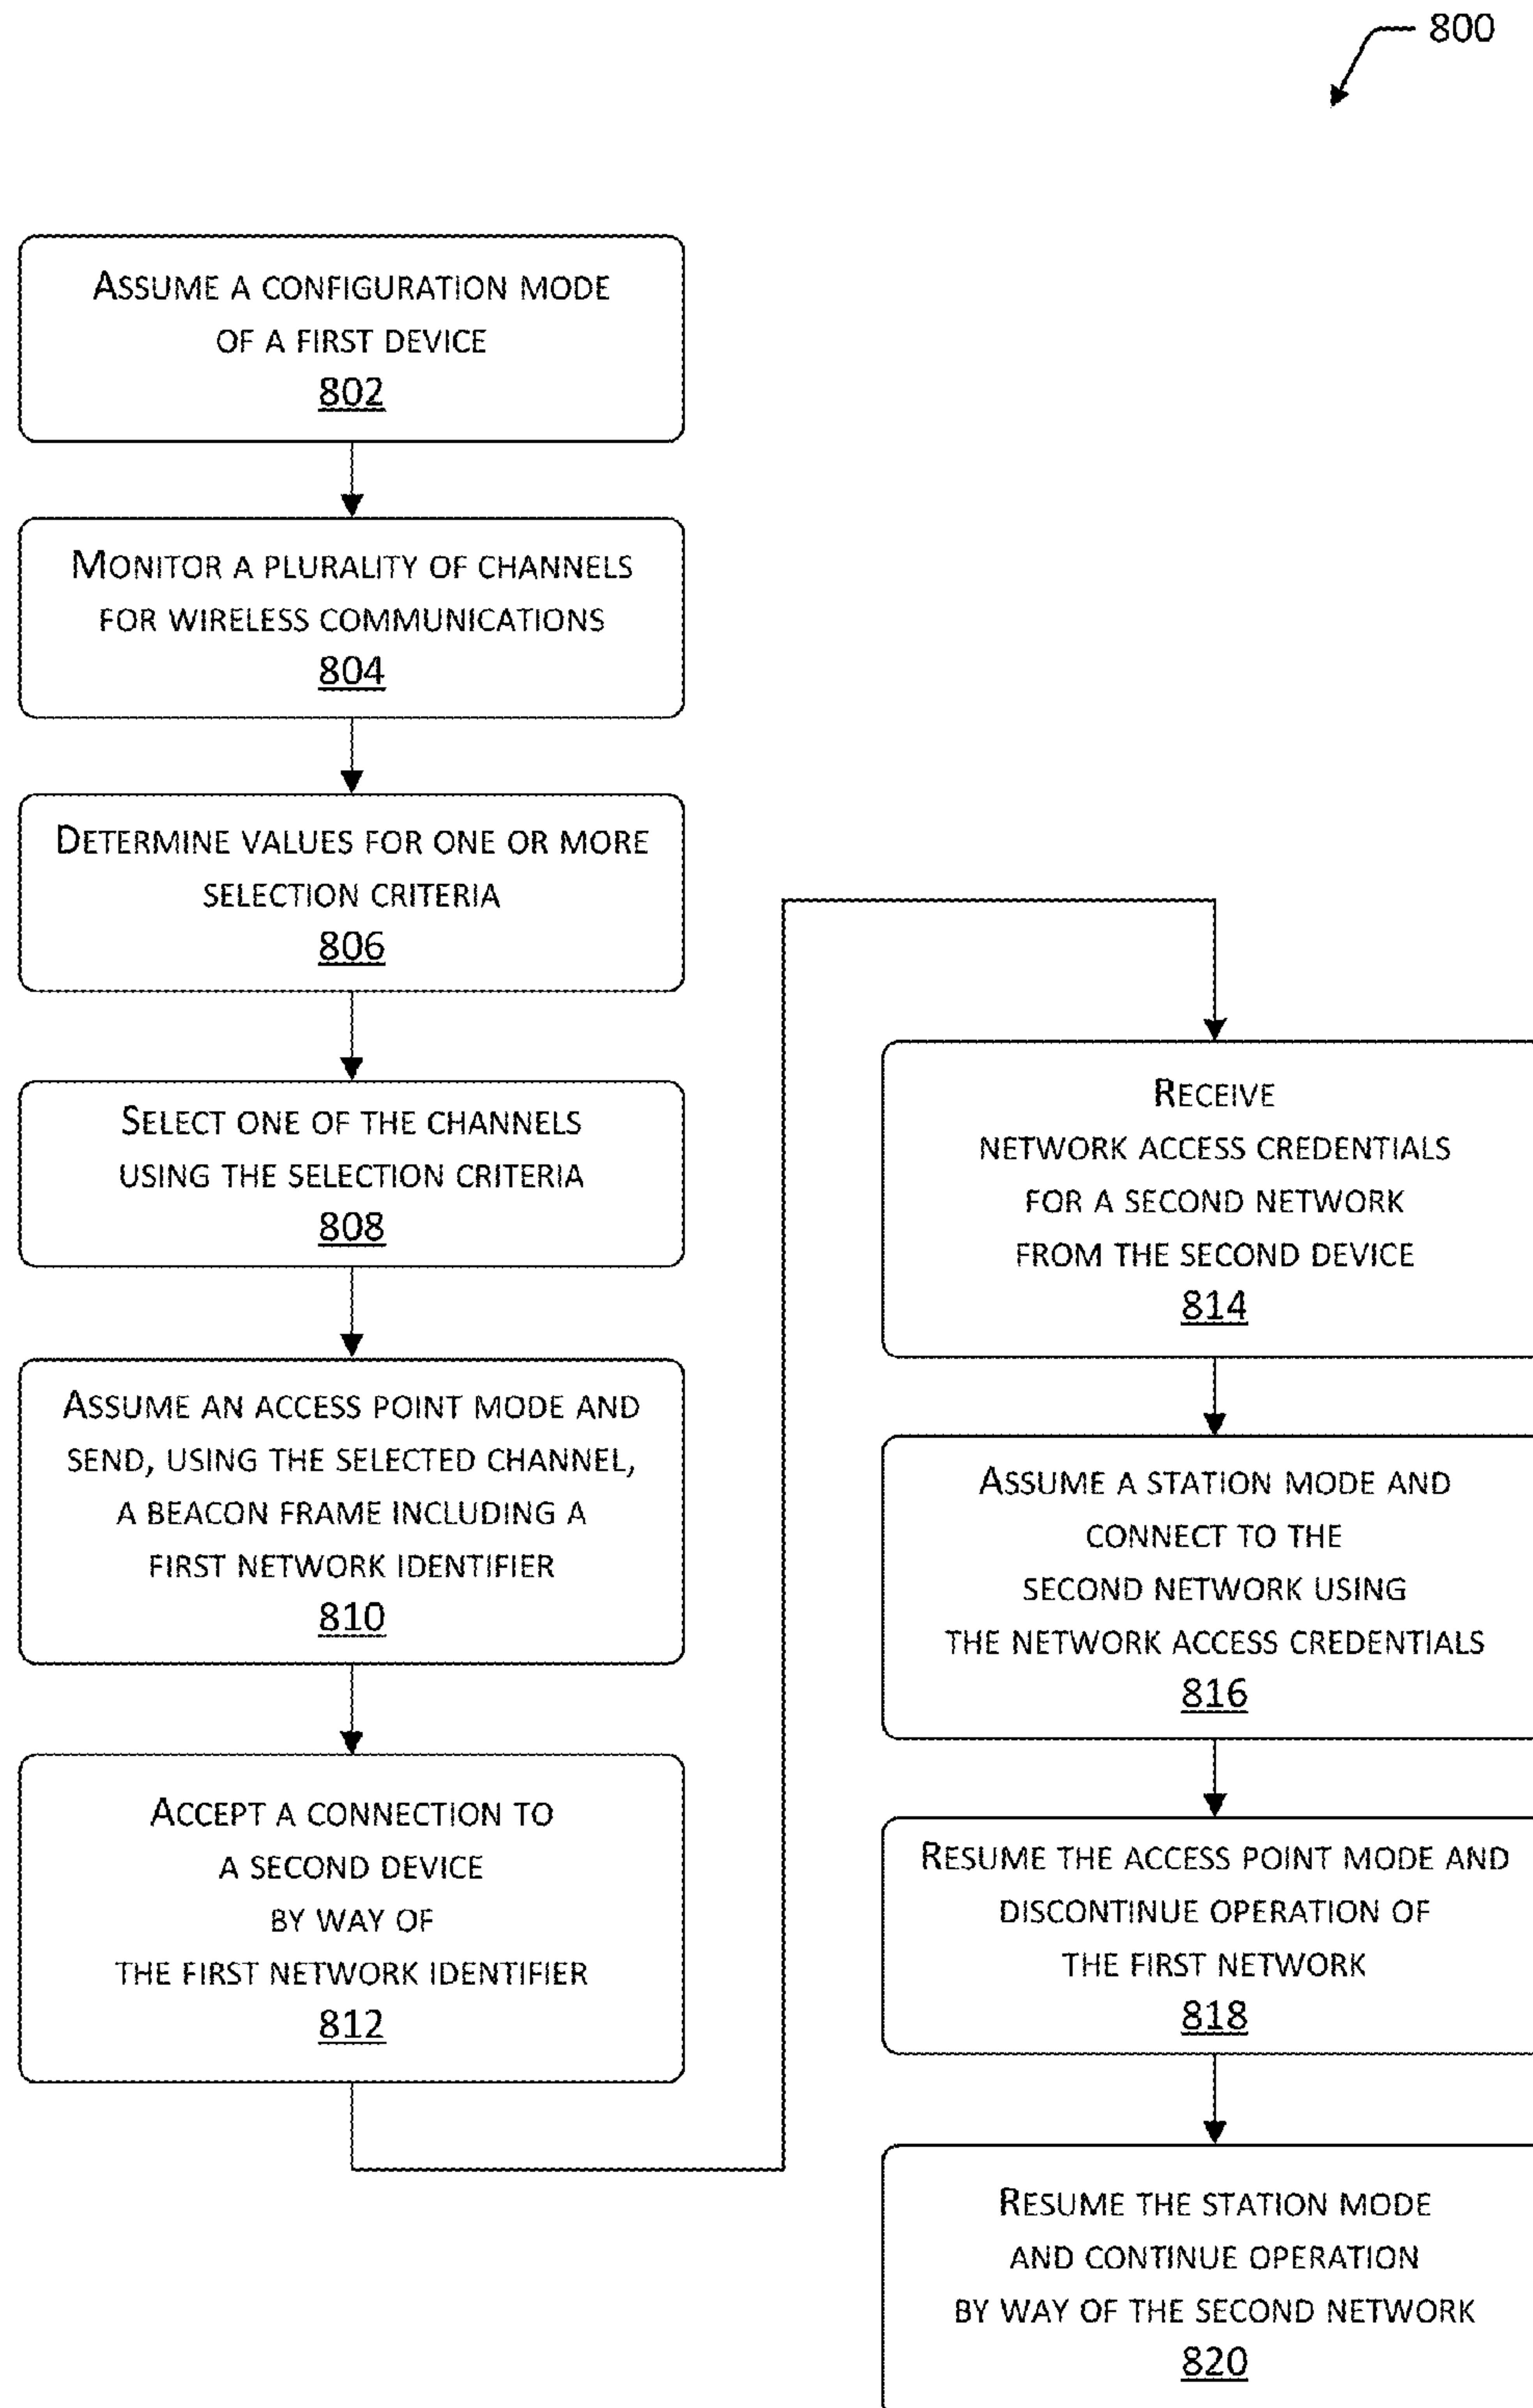 800
ASSUME A CONFIGURATION MODE
OF A FIRST DEVICE
802
MONITOR A PLURALITY OF CHANNELS
FOR WIRELESS COMMUNICATIONS
804
DETERMINE VALUES FOR ONE OR MORE
SELECTION CRITERIA
806
SELECT ONE OF THE CHANNELS
USING THE SELECTION CRITERIA
808
ASSUME AN ACCESS POINT MODE AND
SEND, USING THE SELECTED CHANNEL,
A BEACON FRAME INCLUDING A
FIRST NETWORK IDENTIFIER
810
ACCEPT A CONNECTION TO
A SECOND DEVICE
BY WAY OF
THE FIRST NETWORK IDENTIFIER
812
RECEIVE
NETWORK ACCESS CREDENTIALS
FOR A SECOND NETWORK
FROM THE SECOND DEVICE
814
ASSUME A STATION MODE AND
CONNECT TO THE
SECOND NETWORK USING
THE NETWORK ACCESS CREDENTIALS
816
RESUME THE ACCESS POINT MODE AND
DISCONTINUE OPERATION OF
THE FIRST NETWORK
818
RESUME THE STATION MODE
AND CONTINUE OPERATION
BY WAY OF THE SECOND NETWORK
820